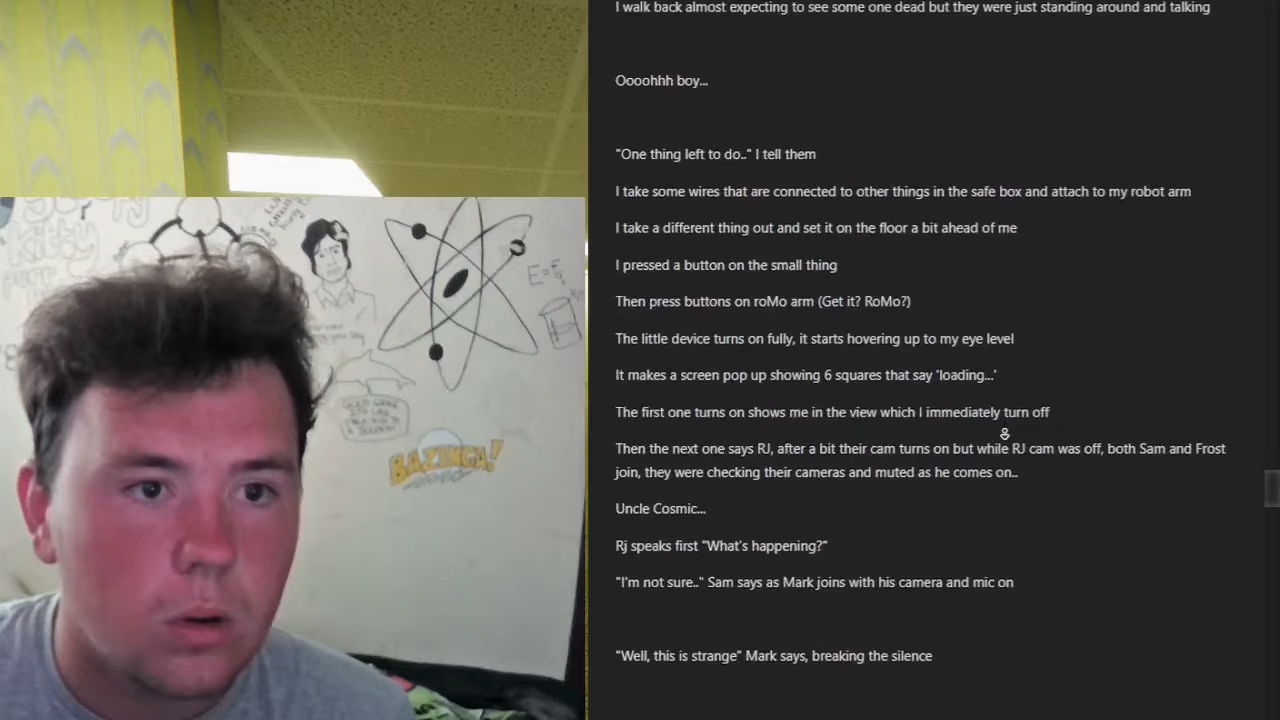 I walk back almost expecting to see some one dead but they were just standing around and talking
Oooohhh boy...
"One thing left to do.." I tell them
I take some wires that are connected to other things in the safe box and attach to my robot arm
I take a different thing out and set it on the floor a bit ahead of me
I pressed a button on the small thing
Then press buttons on roMo arm (Get it? RoMo?)
The little device turns on fully, it starts hovering up to my eye level
It makes a screen pop up showing 6 squares that say 'loading...'
The first one turns on shows me in the view which I immediately turn off
Then the next one says RJ, after a bit their cam turns on but while RJ cam was off, both Sam and Frost
join, they were checking their cameras and muted as he comes on..
Uncle Cosmic...
Rj speaks first "What's happening?"
"I'm not sure.." Sam says as Mark joins with his camera and mic on
"Well, this is strange" Mark says, breaking the silence
Kitty
BAZINGA!